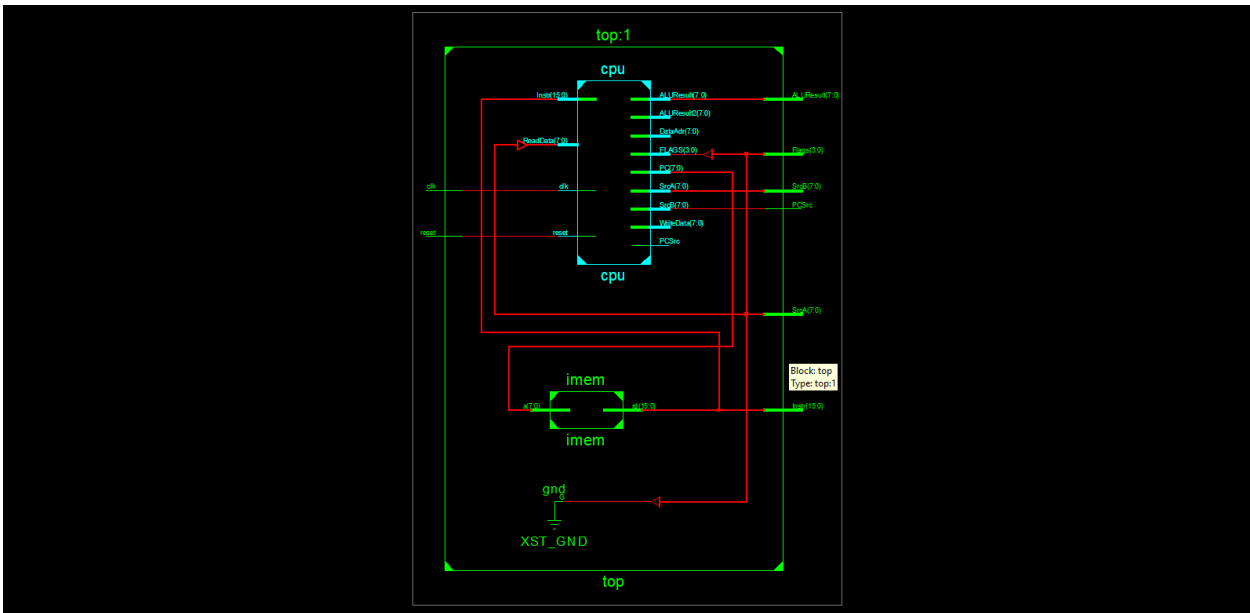 top:1
cpu
Instr(15:0)
ALUResult(7:0)
ALUResult(7:0)
ALUResult2(7:0)
DataAdr(7:0)
ReadData(7:0)
FLAGS(3:0)
Flags(3:0)
PC(7:0)
clk
clk
SrcA(7:0)
SrcB(7:0)
SrcB(7:0)
PCSrc
WriteData(7:0)
reset
reset
PCSrc
cpu
SrcA(7:0)
Block: top
Type: top:1
imem
a(7:0)
rd(15:0)
Instr(15:0)
imem
gnd
G
XST_GND
top